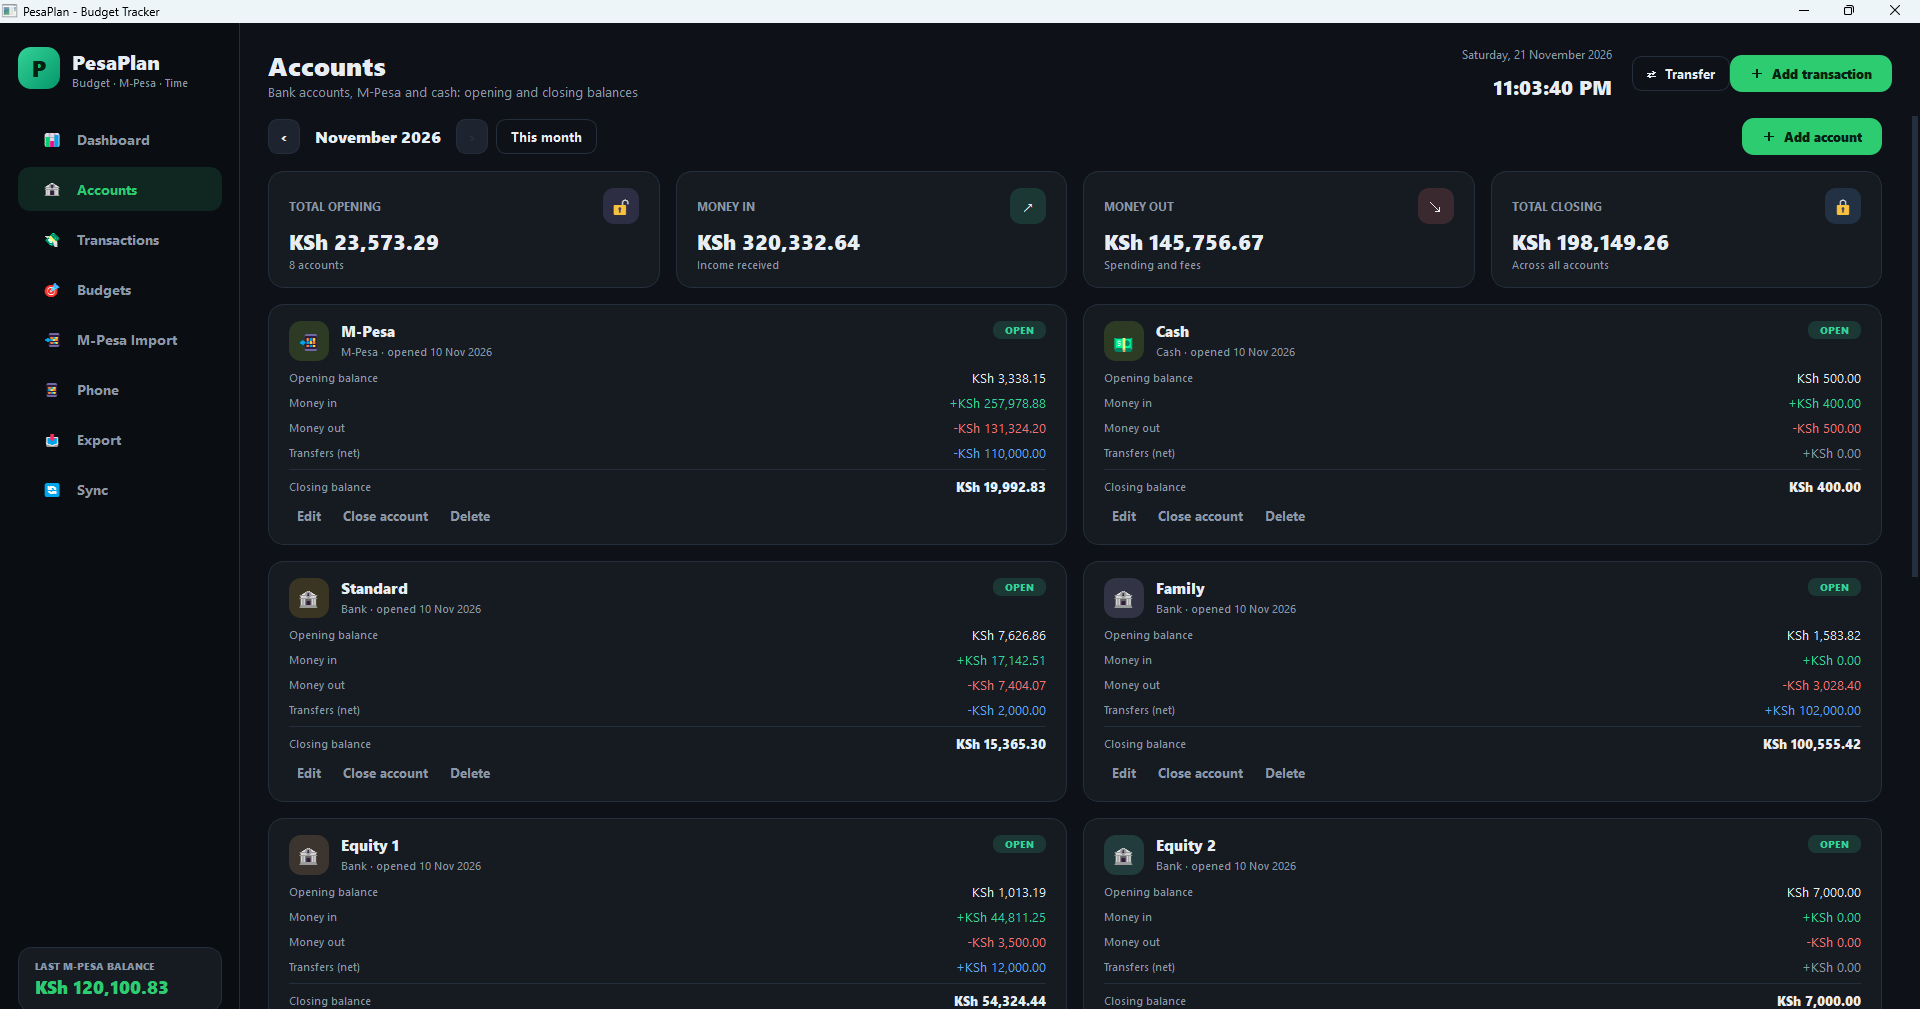 PesaPlan - Budget Tracker
P
PesaPlan
Budget · M-Pesa · Time
Dashboard
Accounts
Transactions
Budgets
M-Pesa Import
Phone
Export
Sync
LAST M-PESA BALANCE
KSh 120,100.83
Accounts
Bank accounts, M-Pesa and cash: opening and closing balances
Saturday, 21 November 2026
11:03:40 PM
⇄ Transfer
+ Add transaction
‹ November 2026 › This month
+ Add account
TOTAL OPENING
KSh 23,573.29
8 accounts
MONEY IN
KSh 320,332.64
Income received
MONEY OUT
KSh 145,756.67
Spending and fees
TOTAL CLOSING
KSh 198,149.26
Across all accounts
M-Pesa
OPEN
M-Pesa · opened 10 Nov 2026
Opening balance KSh 3,338.15
Money in +KSh 257,978.88
Money out -KSh 131,324.20
Transfers (net) -KSh 110,000.00
Closing balance KSh 19,992.83
Edit Close account Delete
Cash
OPEN
Cash · opened 10 Nov 2026
Opening balance KSh 500.00
Money in +KSh 400.00
Money out -KSh 500.00
Transfers (net) +KSh 0.00
Closing balance KSh 400.00
Edit Close account Delete
Standard
OPEN
Bank · opened 10 Nov 2026
Opening balance KSh 7,626.86
Money in +KSh 17,142.51
Money out -KSh 7,404.07
Transfers (net) -KSh 2,000.00
Closing balance KSh 15,365.30
Edit Close account Delete
Family
OPEN
Bank · opened 10 Nov 2026
Opening balance KSh 1,583.82
Money in +KSh 0.00
Money out -KSh 3,028.40
Transfers (net) +KSh 102,000.00
Closing balance KSh 100,555.42
Edit Close account Delete
Equity 1
OPEN
Bank · opened 10 Nov 2026
Opening balance KSh 1,013.19
Money in +KSh 44,811.25
Money out -KSh 3,500.00
Transfers (net) +KSh 12,000.00
Closing balance KSh 54,324.44
Equity 2
OPEN
Bank · opened 10 Nov 2026
Opening balance KSh 7,000.00
Money in +KSh 0.00
Money out -KSh 0.00
Transfers (net) +KSh 0.00
Closing balance KSh 7,000.00